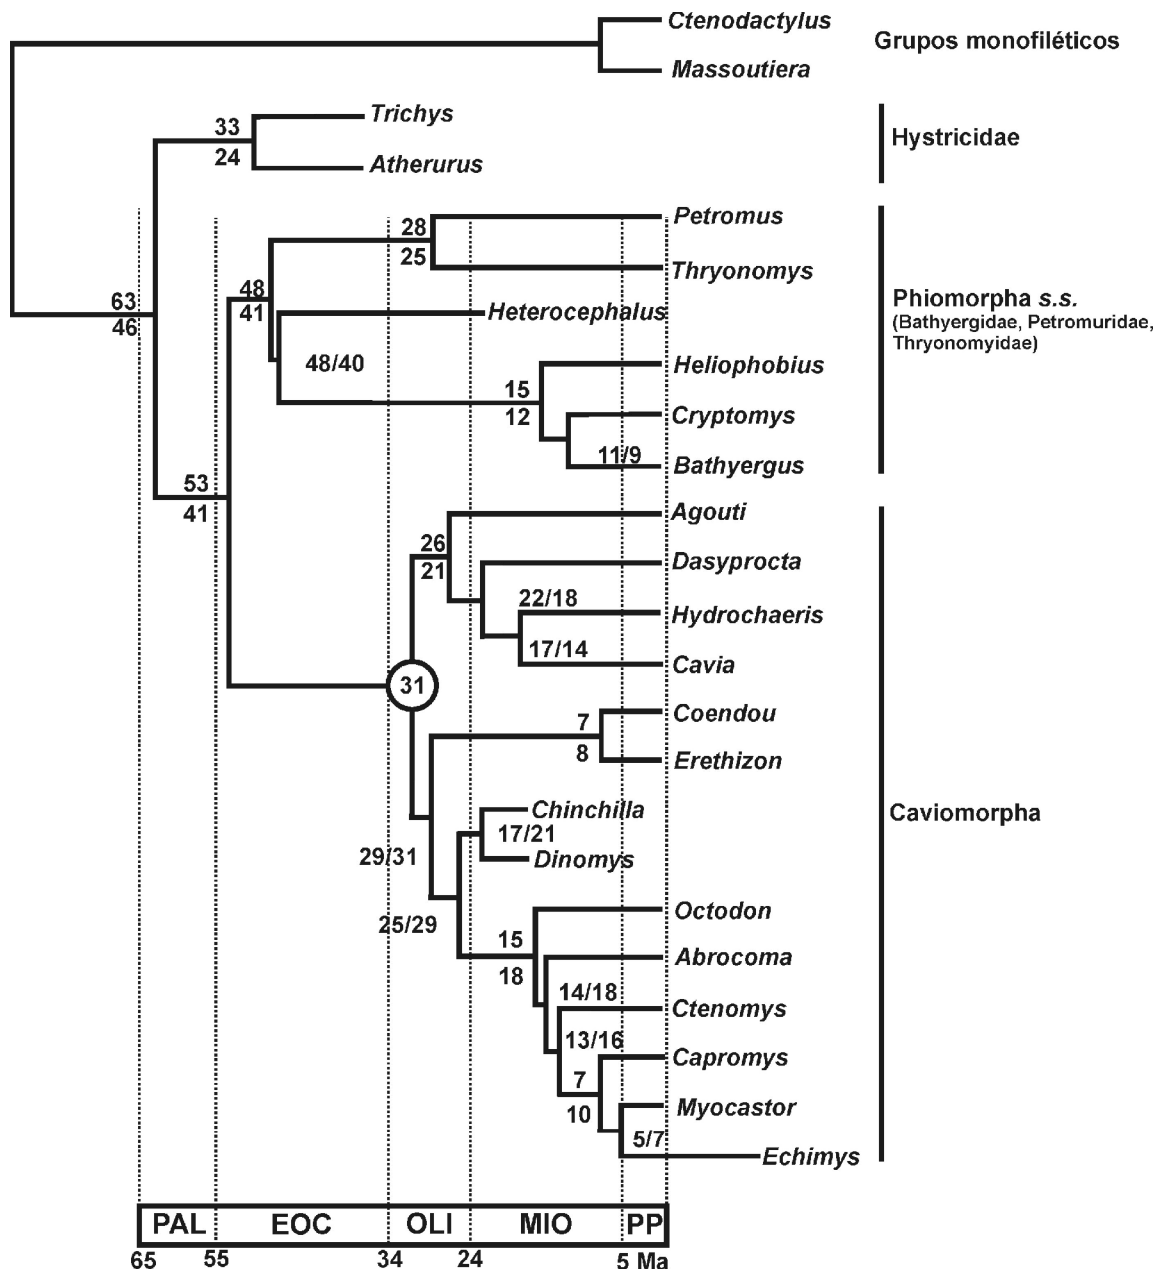 Ctenodactylus
Grupos monofiléticos
Massoutiera
Trichys
33
24
Atherurus
Hystricidae
Petromus
28
25
Thryonomys
63
46
48
41
Heterocephalus
Phiomorpha s.s.
(Bathyergidae, Petromuridae,
Thryonomyidae)
48/40
Heliophobius
15
12
Cryptomys
11/9
Bathyergus
53
41
Agouti
26
21
Dasyprocta
22/18
Hydrochaeris
17/14
Cavia
31
Coendou
7
8
Erethizon
Chinchilla
17/21
Dinomys
Caviomorpha
29/31
25/29
Octodon
15
18
Abrocoma
14/18
Ctenomys
13/16
Capromys
7
10
Myocastor
5/7
Echimys
PAL EOC OLI MIO PP
65 55 34 24 5 Ma